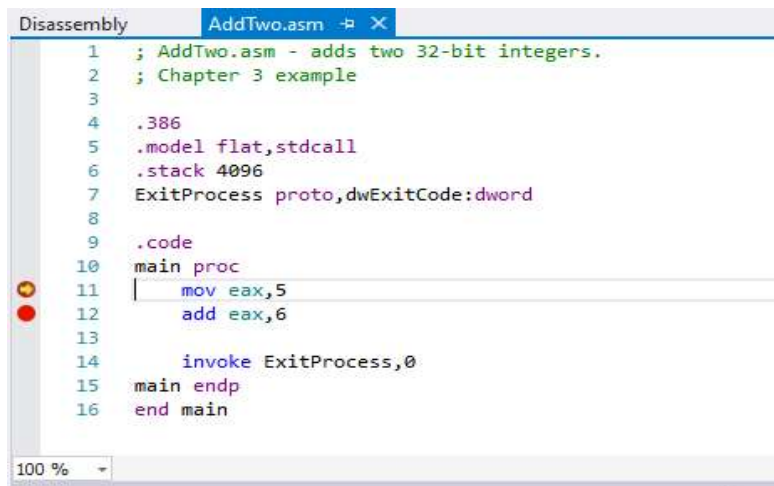 Disassembly AddTwo.asm
1 ; AddTwo.asm - adds two 32-bit integers.
2 ; Chapter 3 example
3
4 .386
5 .model flat,stdcall
6 .stack 4096
7 ExitProcess proto,dwExitCode:dword
8
9 .code
10 main proc
11 mov eax,5
12 add eax,6
13
14 invoke ExitProcess,0
15 main endp
16 end main
100 %